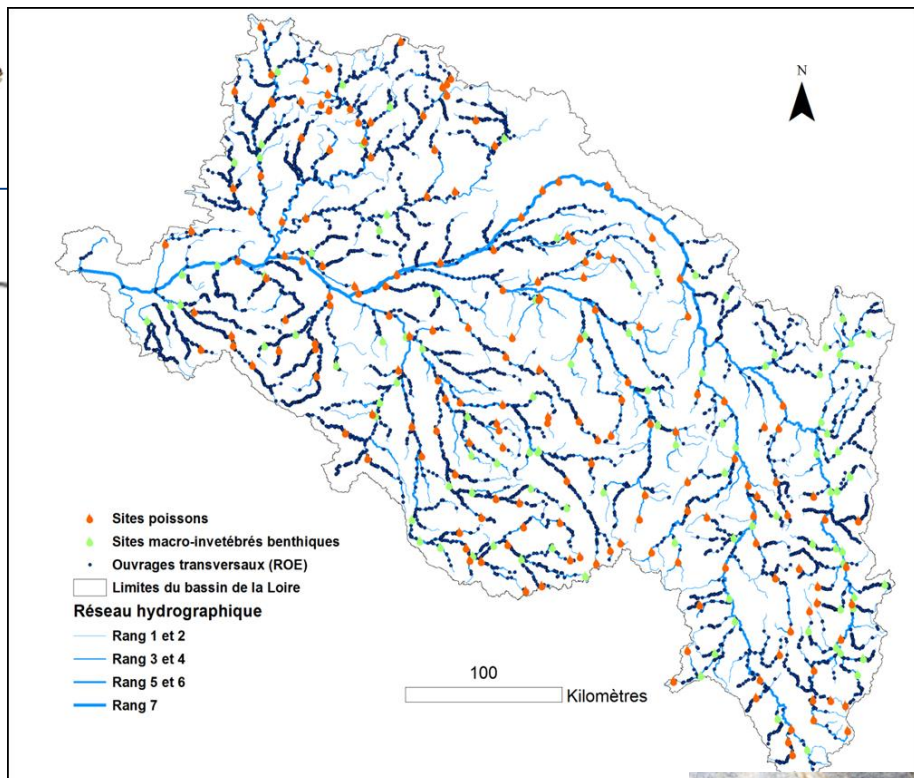 N
Sites poissons
Sites macro-invetébrés benthiques
Ouvrages transversaux (ROE)
Limites du bassin de la Loire
Réseau hydrographique
Rang 1 et 2
Rang 3 et 4
Rang 5 et 6
Rang 7
100
Kilomètres